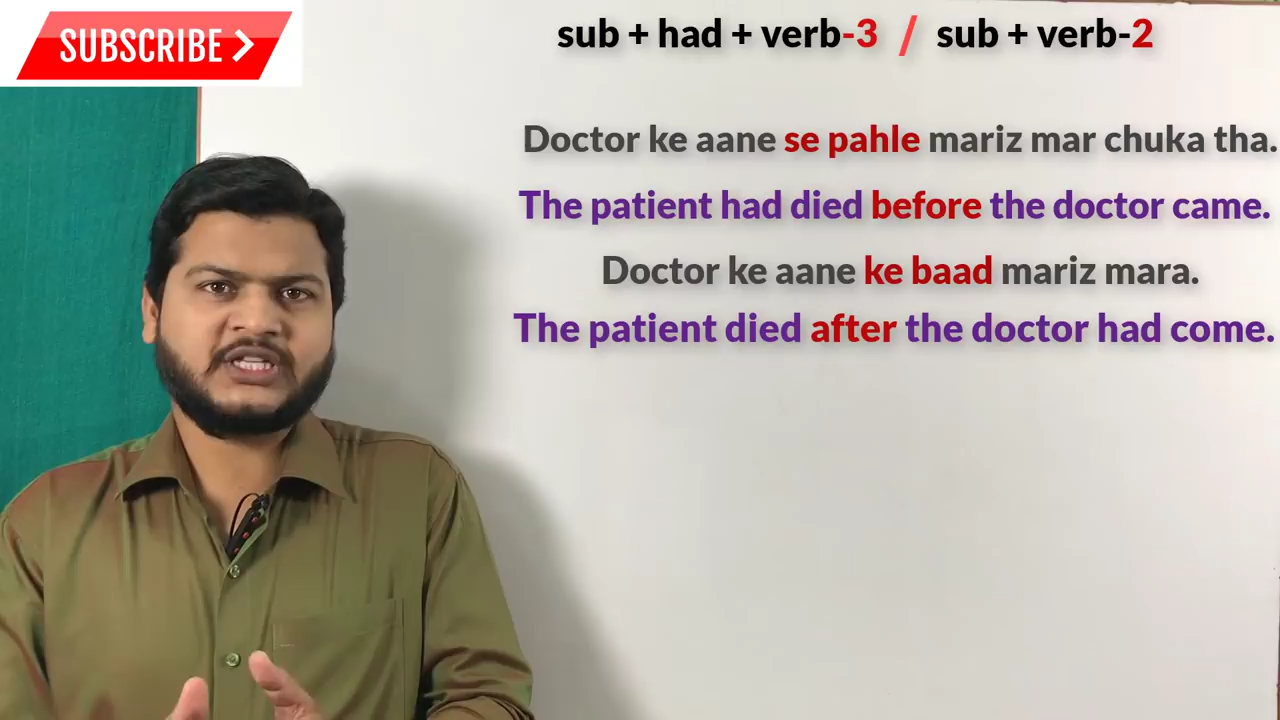 SUBSCRIBE
sub + had + verb-3 / sub + verb-2
Doctor ke aane se pahle mariz mar chuka tha.
The patient had died before the doctor came.
Doctor ke aane ke baad mariz mara.
The patient died after the doctor had come.